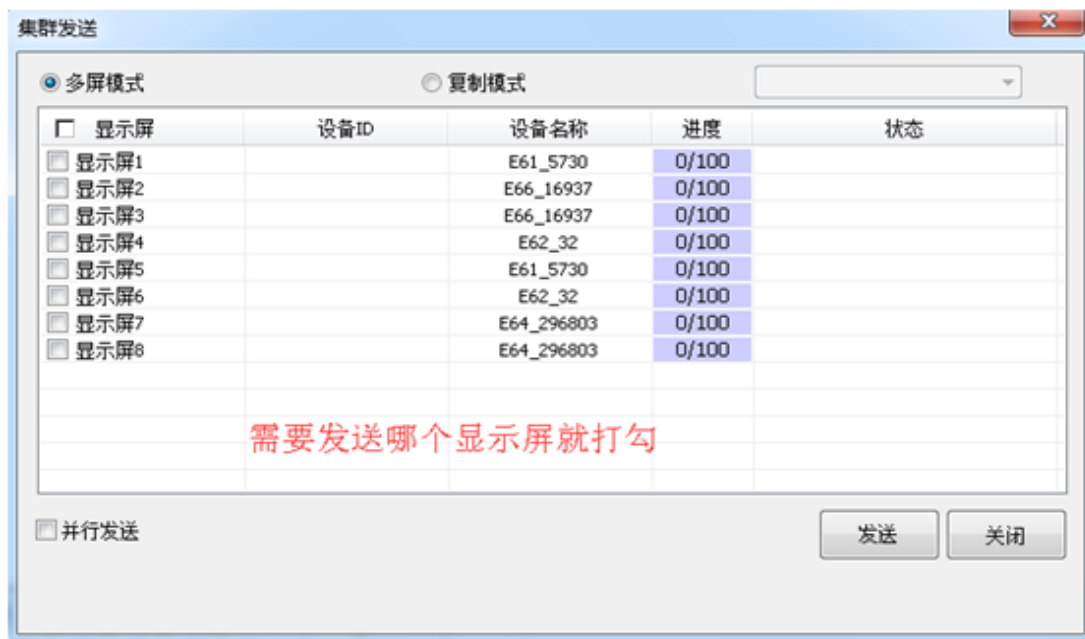 集群发送
多屏模式 复制模式
显示屏 设备ID 设备名称 进度 状态
显示屏1 E61_5730 0/100
显示屏2 E66_16937 0/100
显示屏3 E66_16937 0/100
显示屏4 E62_32 0/100
显示屏5 E61_5730 0/100
显示屏6 E62_32 0/100
显示屏7 E64_296803 0/100
显示屏8 E64_296803 0/100
需要发送哪个显示屏就打勾
并行发送 发送 关闭